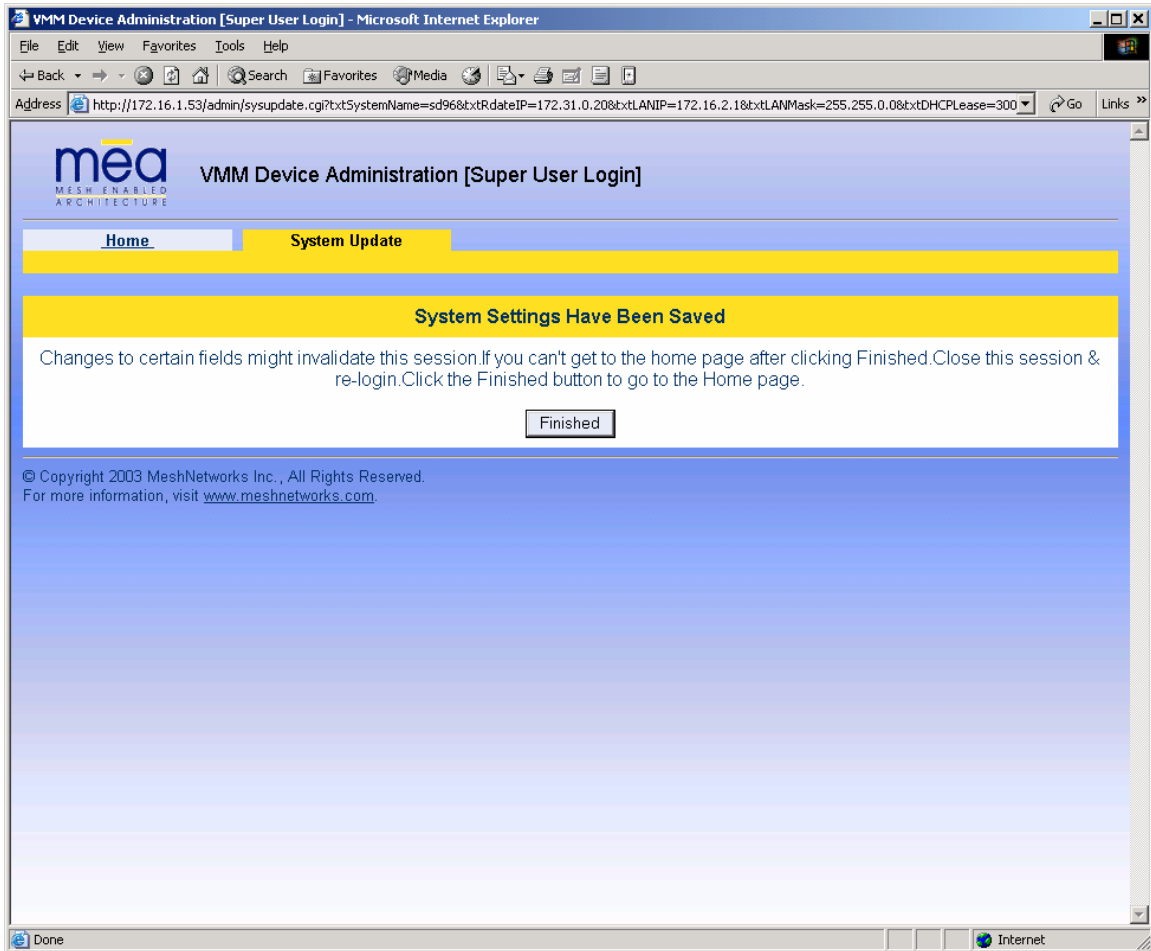 VMM Device Administration [Super User Login] - Microsoft Internet Explorer
File Edit View Favorites Tools Help
Back Search Favorites Media
Address http://172.16.1.53/admin/sysupdate.cgi?txtSystemName=sd96&txtRdateIP=172.31.0.20&txtLANIP=172.16.2.1&txtLANMask=255.255.0.0&txtDHCPLease=300 Go Links »
mea
MESH ENABLED
ARCHITECTURE
VMM Device Administration [Super User Login]
Home System Update
System Settings Have Been Saved
Changes to certain fields might invalidate this session.If you can't get to the home page after clicking Finished.Close this session &
re-login.Click the Finished button to go to the Home page.
Finished
© Copyright 2003 MeshNetworks Inc., All Rights Reserved.
For more information, visit www.meshnetworks.com.
Done Internet